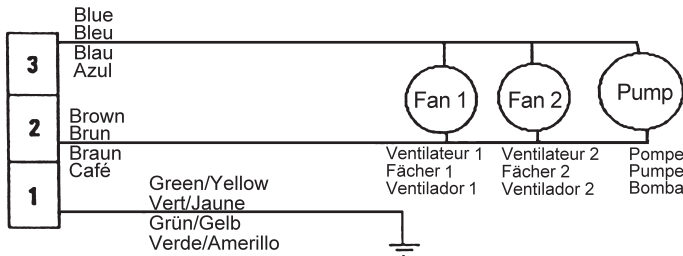 Blue
Bleu
Blau
Azul
3
Fan 1
Fan 2
Pump
Brown
Brun
Braun
Café
2
Ventilateur 1
Fächer 1
Ventilador 1
Ventilateur 2
Fächer 2
Ventilador 2
Pompe
Pumpe
Bomba
1
Green/Yellow
Vert/Jaune
Grün/Gelb
Verde/Amerillo